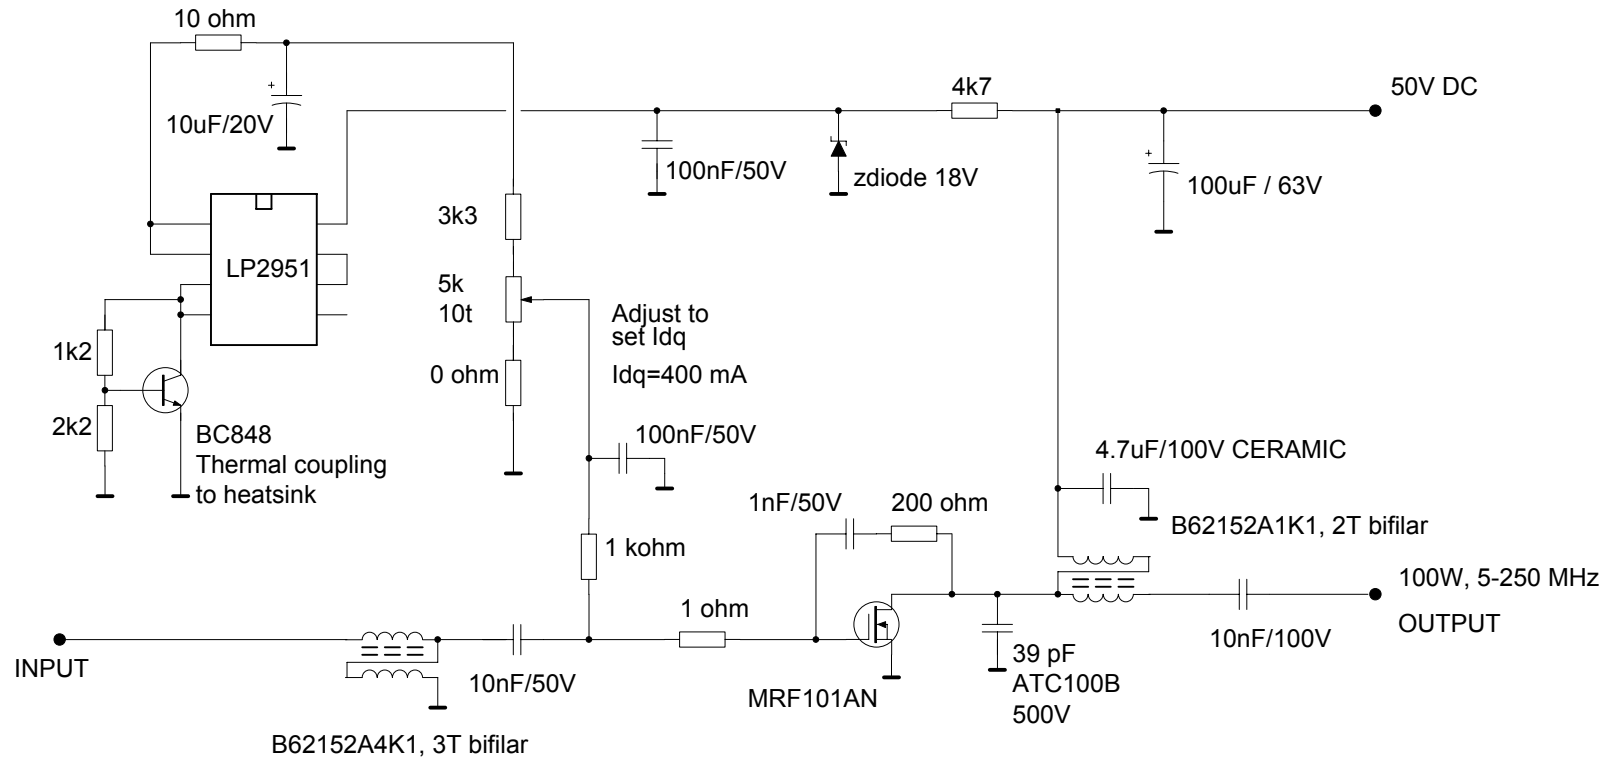 10 ohm
10uF/20V
4k7
50V DC
100nF/50V
zdiode 18V
100uF / 63V
3k3
LP2951
5k
10t
Adjust to
set Idq
Idq=400 mA
1k2
0 ohm
2k2
BC848
Thermal coupling
to heatsink
100nF/50V
4.7uF/100V CERAMIC
1nF/50V
200 ohm
B62152A1K1, 2T bifilar
1 kohm
100W, 5-250 MHz
OUTPUT
1 ohm
10nF/100V
INPUT
39 pF
ATC100B
500V
10nF/50V
MRF101AN
B62152A4K1, 3T bifilar